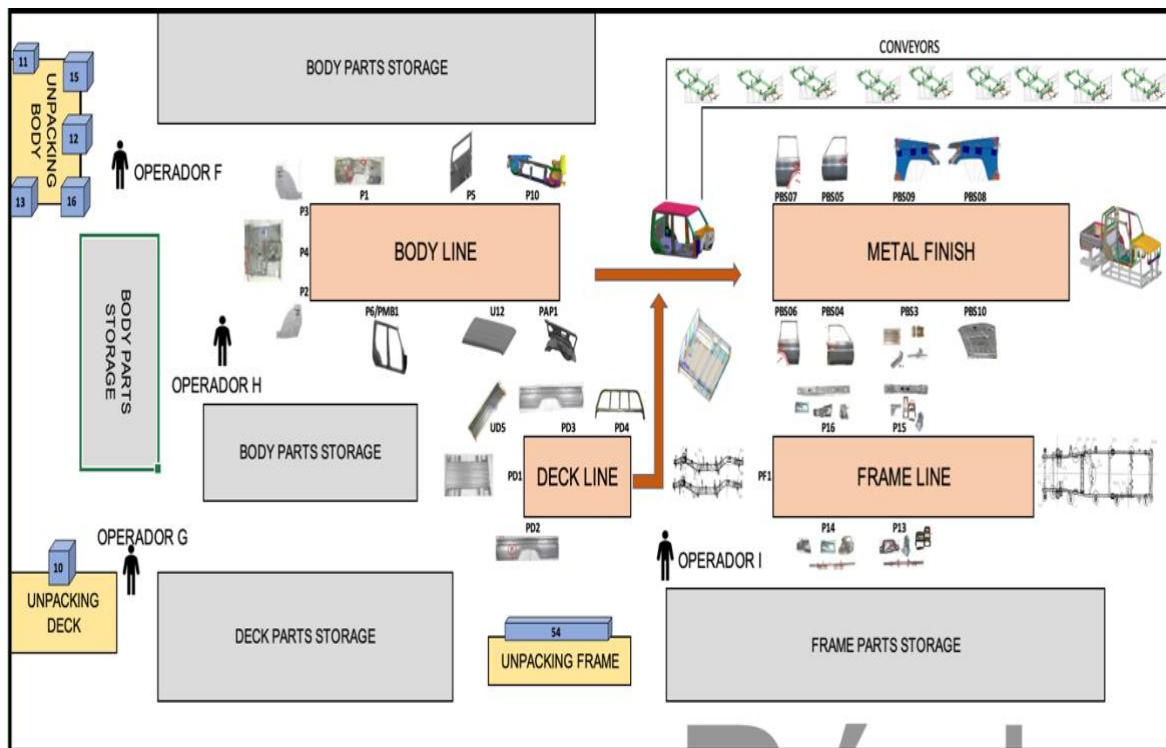 BODY PARTS STORAGE
CONVEYORS
11
15
UNPACKING
BODY
12
13
16
OPERADOR F
P1
P5
P10
PBS07
PBS05
PBS09
PBS08
P3
P4
P2
BODY LINE
METAL FINISH
P6/PMB1
U12
PAP1
PBS06
PBS04
PBS3
PBS10
BODY PARTS
STORAGE
OPERADOR H
BODY PARTS STORAGE
UD5
PD3
PD4
P16
P15
PD1
DECK LINE
PF1
FRAME LINE
PD2
P14
P13
OPERADOR G
OPERADOR I
10
UNPACKING
DECK
DECK PARTS STORAGE
54
UNPACKING FRAME
FRAME PARTS STORAGE